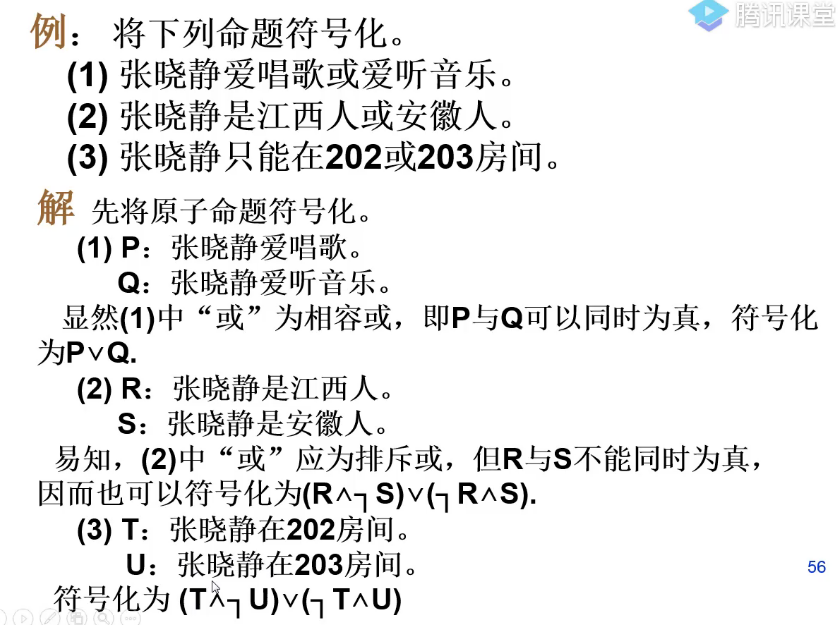 腾讯课堂
例： 将下列命题符号化。
(1) 张晓静爱唱歌或爱听音乐。
(2) 张晓静是江西人或安徽人。
(3) 张晓静只能在202或203房间。
解 先将原子命题符号化。
(1) P：张晓静爱唱歌。
Q：张晓静爱听音乐。
显然(1)中“或”为相容或，即P与Q可以同时为真，符号化
为P∨Q.
(2) R：张晓静是江西人。
S：张晓静是安徽人。
易知，(2)中“或”应为排斥或，但R与S不能同时为真，
因而也可以符号化为(R∧┐S)∨(┐R∧S).
(3) T：张晓静在202房间。
U：张晓静在203房间。
符号化为 (T∧┐U)∨(┐T∧U)
56